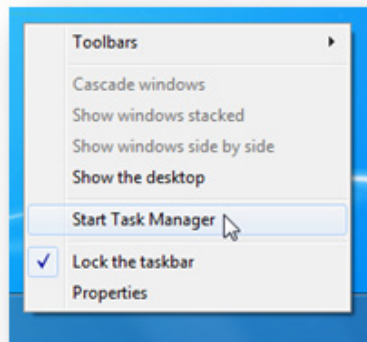 Toolbars
Cascade windows
Show windows stacked
Show windows side by side
Show the desktop
Start Task Manager
Lock the taskbar
Properties